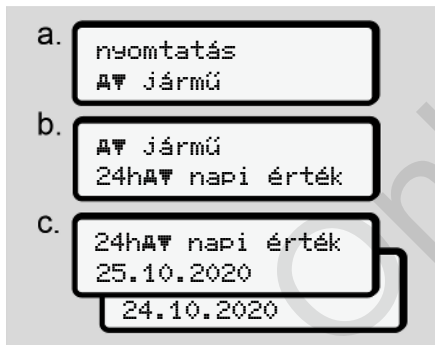 a.
nyomtatás
A▼ jármű
b.
A▼ jármű
24hA▼ napi érték
c.
24hA▼ napi érték
25.10.2020
24.10.2020